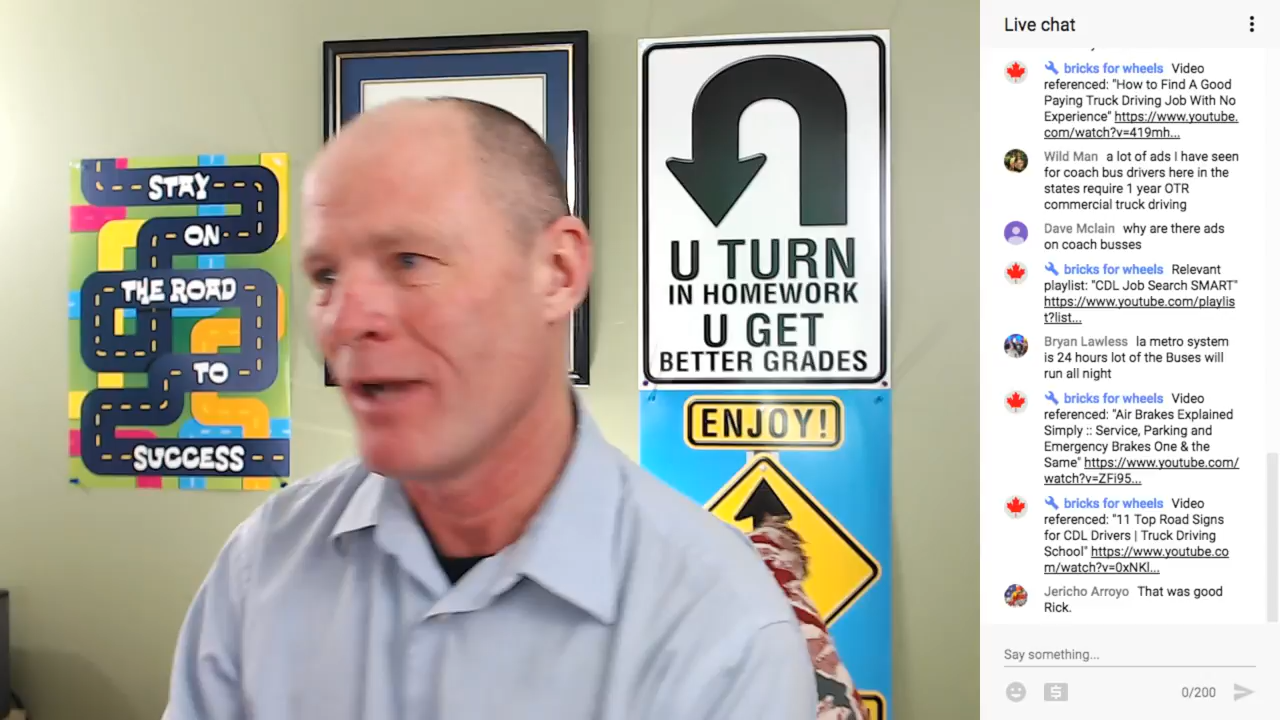 STAY
ON
THE ROAD
TO
SUCCESS
U TURN
IN HOMEWORK
U GET
BETTER GRADES
ENJOY!
Live chat
bricks for wheels Video
referenced: "How to Find A Good
Paying Truck Driving Job With No
Experience" https://www.youtube.
com/watch?v=419mh...
Wild Man a lot of ads I have seen
for coach bus drivers here in the
states require 1 year OTR
commercial truck driving
Dave Mclain why are there ads
on coach busses
bricks for wheels Relevant
playlist: "CDL Job Search SMART"
https://www.youtube.com/playlis
t?list...
Bryan Lawless la metro system
is 24 hours lot of the Buses will
run all night
bricks for wheels Video
referenced: "Air Brakes Explained
Simply :: Service, Parking and
Emergency Brakes One & the
Same" https://www.youtube.com/
watch?v=ZFi95...
bricks for wheels Video
referenced: "11 Top Road Signs
for CDL Drivers | Truck Driving
School" https://www.youtube.co
m/watch?v=0xNKl...
Jericho Arroyo That was good
Rick.
Say something...
0/200